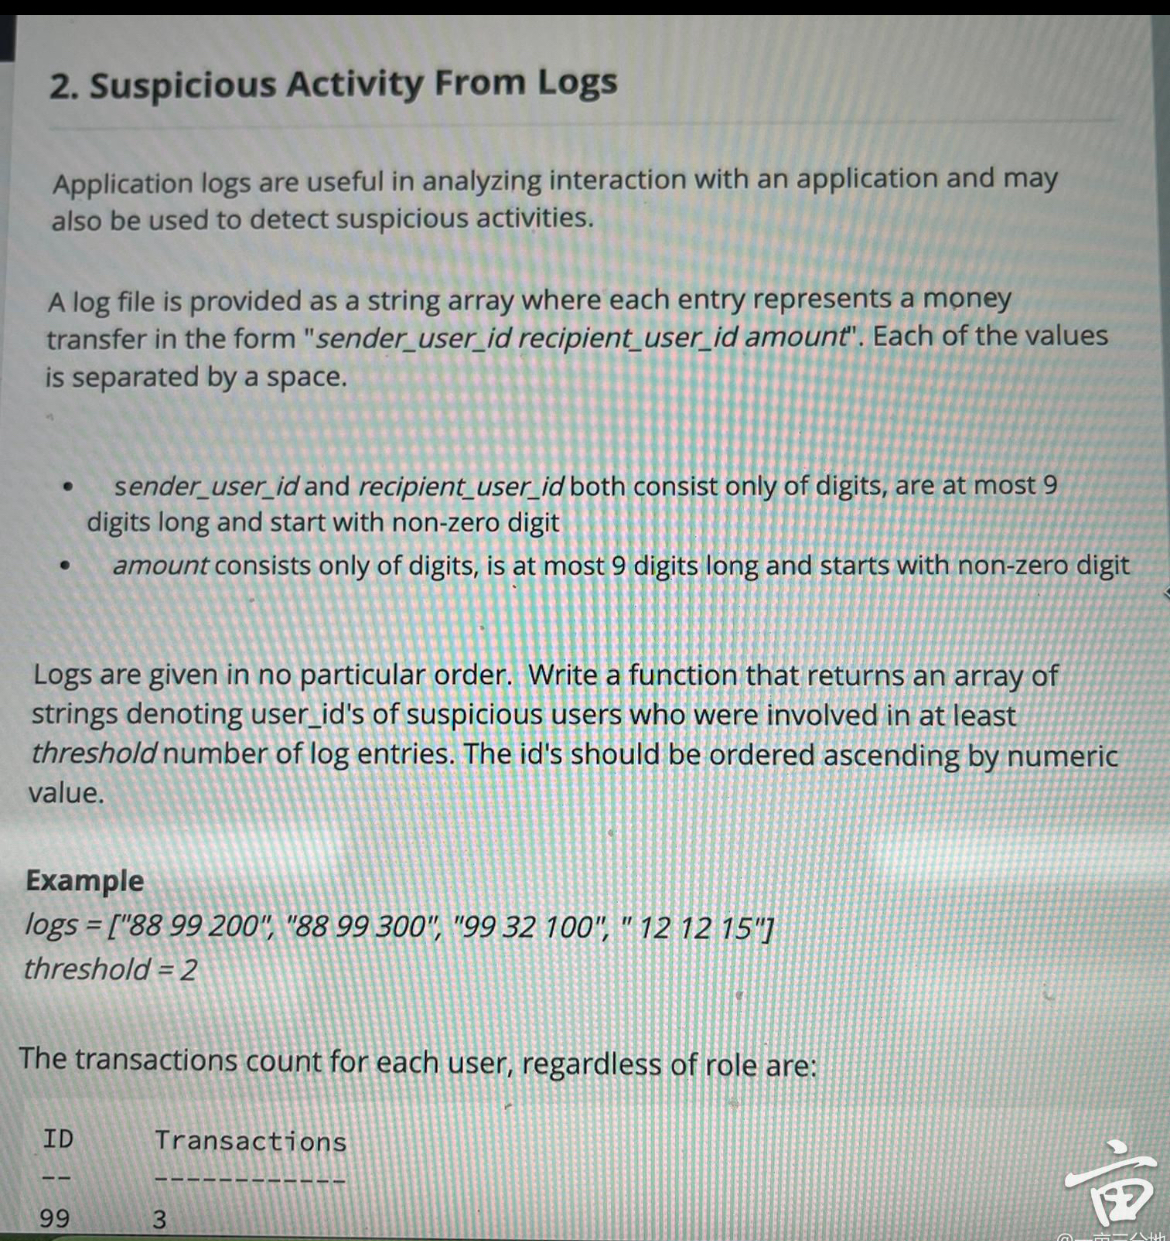 2. Suspicious Activity From Logs
Application logs are useful in analyzing interaction with an application and may
also be used to detect suspicious activities.
A log file is provided as a string array where each entry represents a money
transfer in the form "sender_user_id recipient_user_id amount". Each of the values
is separated by a space.
• sender_user_id and recipient_user_id both consist only of digits, are at most 9
digits long and start with non-zero digit
• amount consists only of digits, is at most 9 digits long and starts with non-zero digit
Logs are given in no particular order. Write a function that returns an array of
strings denoting user_id's of suspicious users who were involved in at least
threshold number of log entries. The id's should be ordered ascending by numeric
value.
Example
logs = ["88 99 200", "88 99 300", "99 32 100", " 12 12 15"]
threshold = 2
The transactions count for each user, regardless of role are:
ID Transactions
-- ------------
99 3
亩